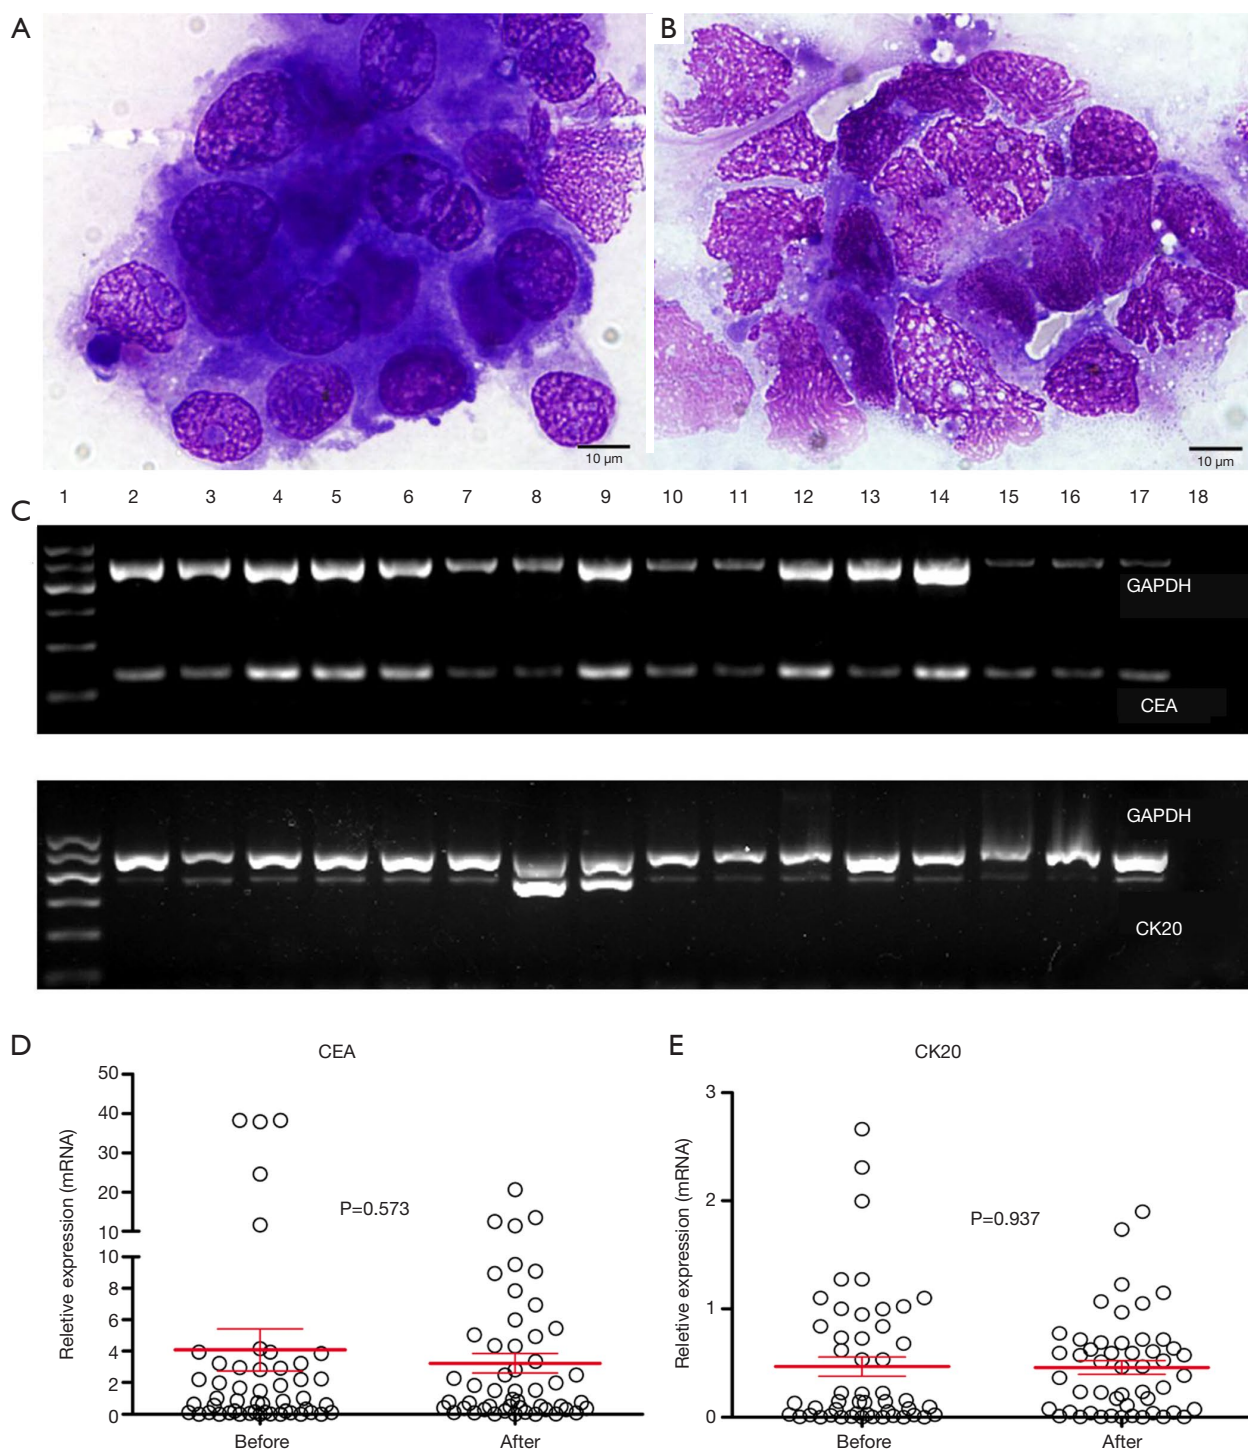 A
B
10 µm
10 µm
C
1 2 3 4 5 6 7 8 9 10 11 12 13 14 15 16 17 18
GAPDH
CEA
GAPDH
CK20
D
CEA
Reletive expression (mRNA)
50
40
30
20
10
10
8
6
4
2
0
P=0.573
Before
After
E
CK20
Reletive expression (mRNA)
3
2
1
0
P=0.937
Before
After